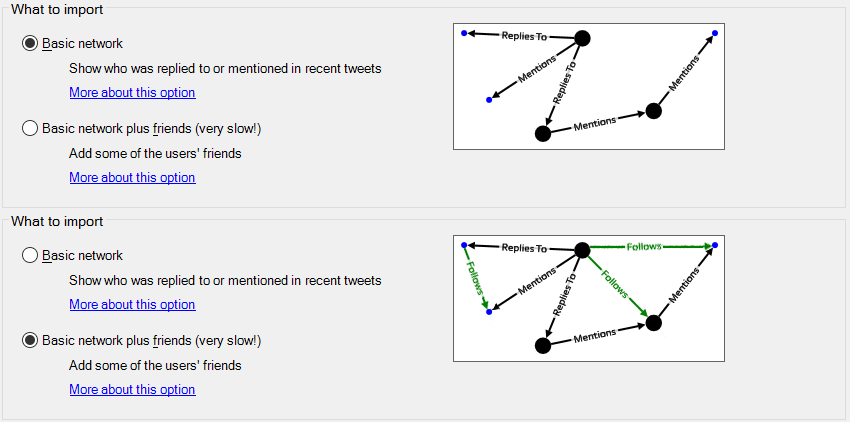 What to import
Basic network
Show who was replied to or mentioned in recent tweets
More about this option
Basic network plus friends (very slow!)
Add some of the users' friends
More about this option
Replies To
Mentions
Replies To
Mentions
Mentions
What to import
Basic network
Show who was replied to or mentioned in recent tweets
More about this option
Basic network plus friends (very slow!)
Add some of the users' friends
More about this option
Replies To
Follows
Follows
Mentions
Replies To
Follows
Mentions
Mentions